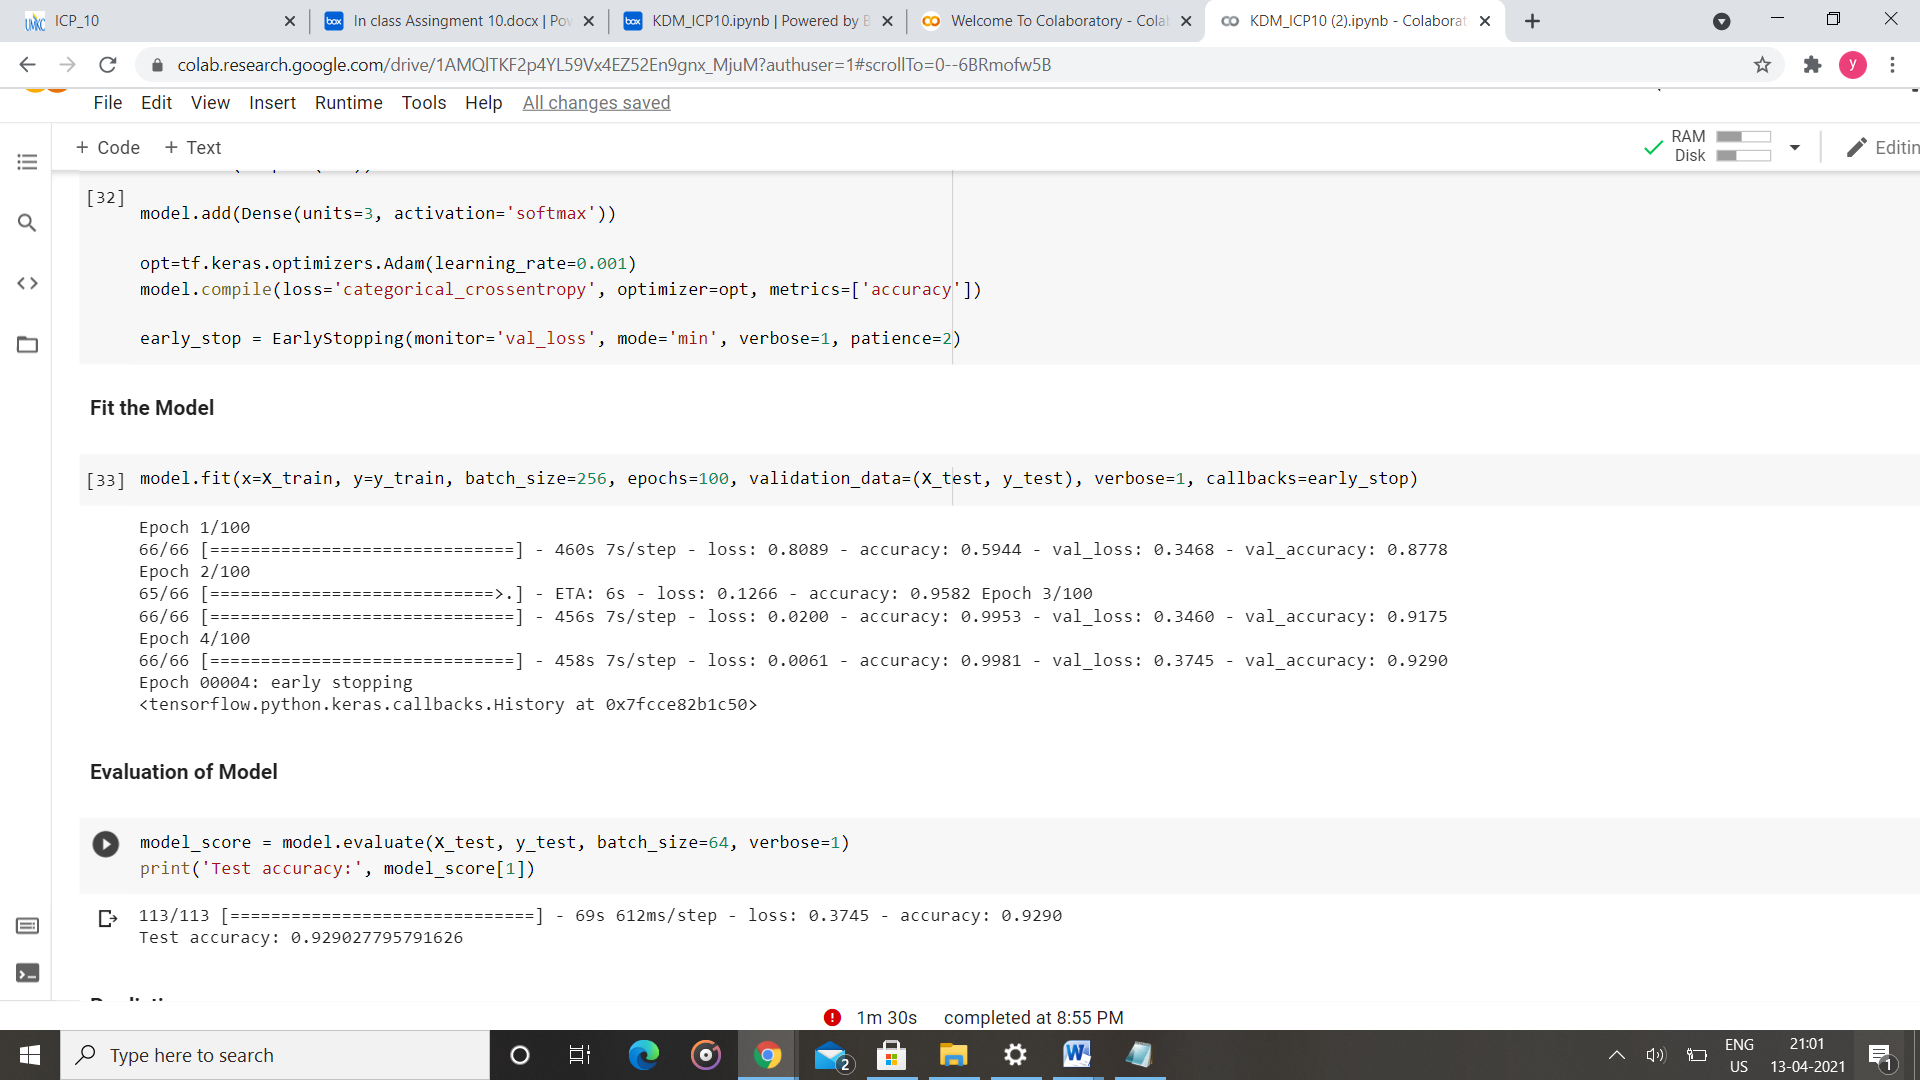 ICP_10
In class Assingment 10.docx | Pow
KDM_ICP10.ipynb | Powered by B
Welcome To Colaboratory - Colab
KDM_ICP10 (2).ipynb - Colaborat
colab.research.google.com/drive/1AMQlTKF2p4YL59Vx4EZ52En9gnx_MjuM?authuser=1#scrollTo=0--6BRmofw5B
y
File Edit View Insert Runtime Tools Help All changes saved
+ Code + Text
RAM
Disk
Editin
[32]
model.add(Dense(units=3, activation='softmax'))
opt=tf.keras.optimizers.Adam(learning_rate=0.001)
model.compile(loss='categorical_crossentropy', optimizer=opt, metrics=['accuracy'])
early_stop = EarlyStopping(monitor='val_loss', mode='min', verbose=1, patience=2)
Fit the Model
[33] model.fit(x=X_train, y=y_train, batch_size=256, epochs=100, validation_data=(X_test, y_test), verbose=1, callbacks=early_stop)
Epoch 1/100
66/66 [==============================] - 460s 7s/step - loss: 0.8089 - accuracy: 0.5944 - val_loss: 0.3468 - val_accuracy: 0.8778
Epoch 2/100
65/66 [============================>.] - ETA: 6s - loss: 0.1266 - accuracy: 0.9582 Epoch 3/100
66/66 [==============================] - 456s 7s/step - loss: 0.0200 - accuracy: 0.9953 - val_loss: 0.3460 - val_accuracy: 0.9175
Epoch 4/100
66/66 [==============================] - 458s 7s/step - loss: 0.0061 - accuracy: 0.9981 - val_loss: 0.3745 - val_accuracy: 0.9290
Epoch 00004: early stopping
<tensorflow.python.keras.callbacks.History at 0x7fcce82b1c50>
Evaluation of Model
model_score = model.evaluate(X_test, y_test, batch_size=64, verbose=1)
print('Test accuracy:', model_score[1])
113/113 [==============================] - 69s 612ms/step - loss: 0.3745 - accuracy: 0.9290
Test accuracy: 0.929027795791626
1m 30s completed at 8:55 PM
Type here to search
2
ENG
US
21:01
13-04-2021
1